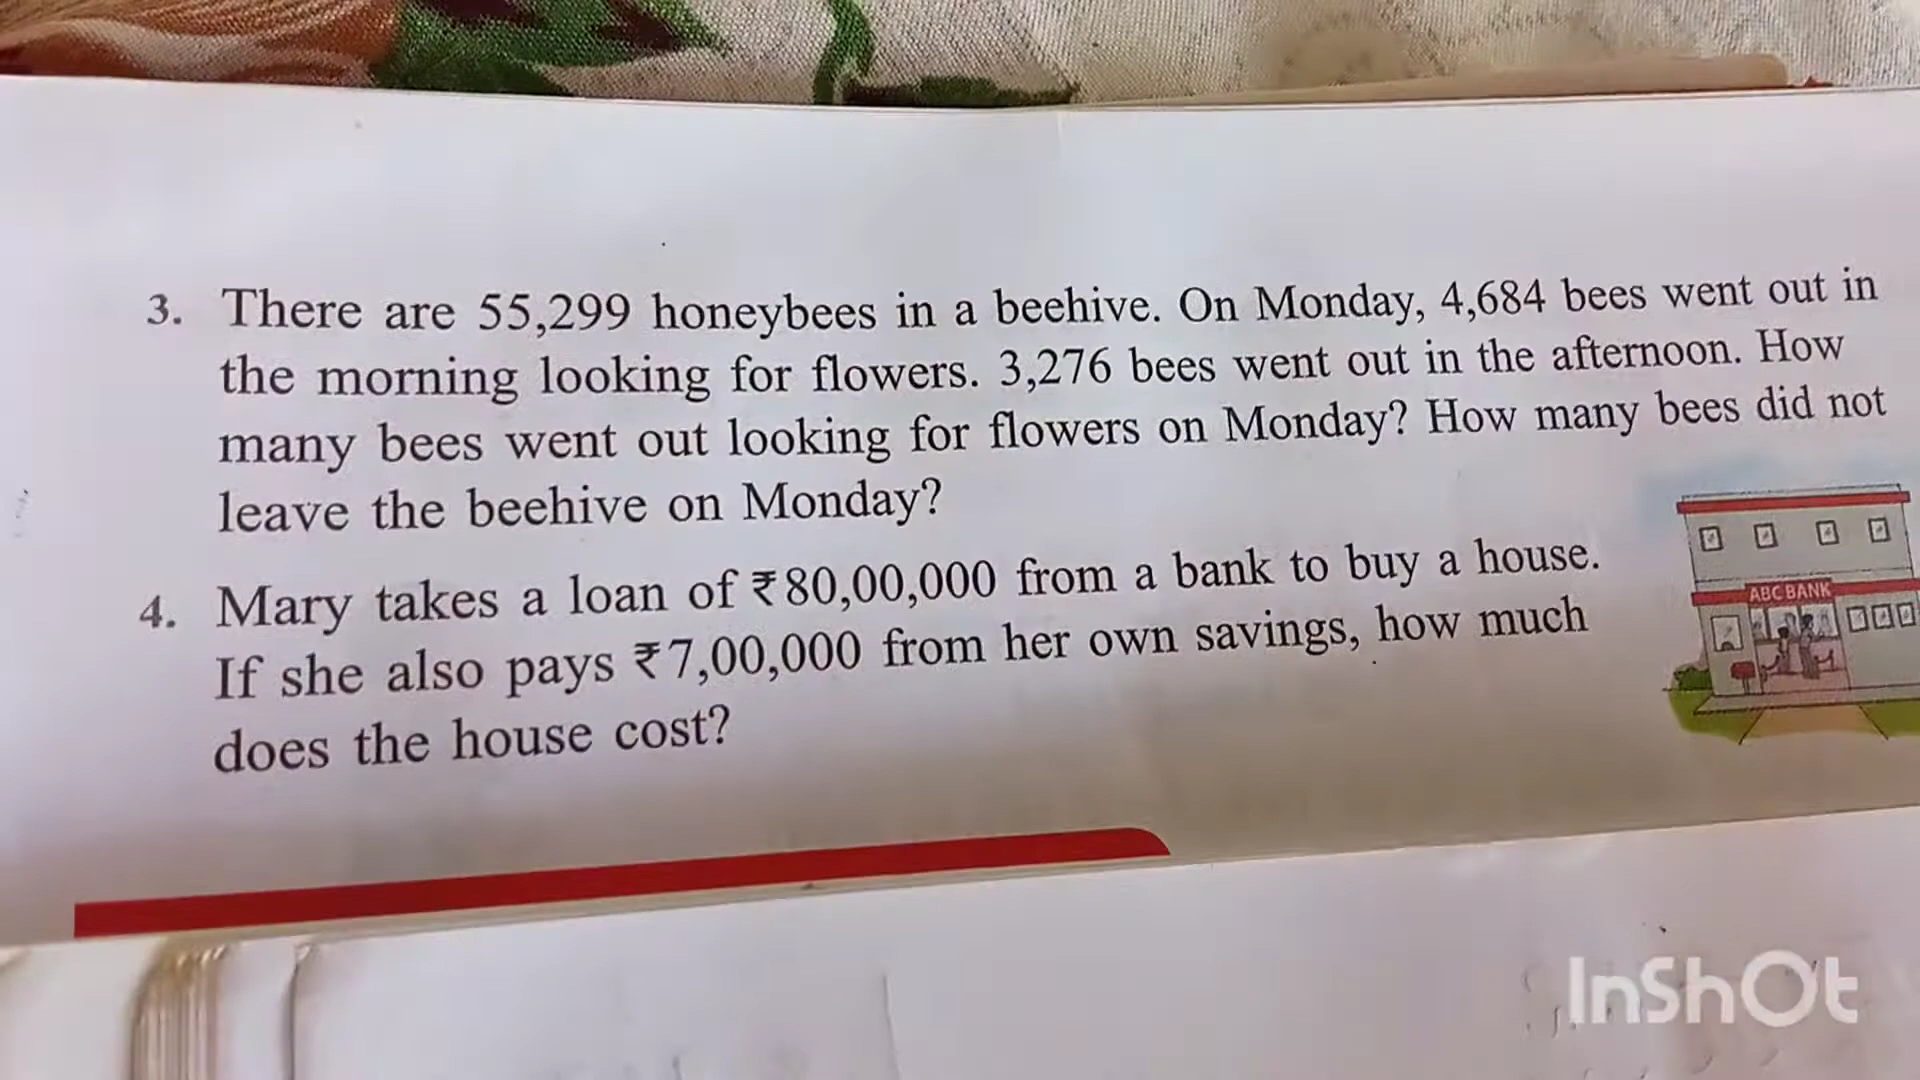 3. There are 55,299 honeybees in a beehive. On Monday, 4,684 bees went out in
the morning looking for flowers. 3,276 bees went out in the afternoon. How
many bees went out looking for flowers on Monday? How many bees did not
leave the beehive on Monday?
4. Mary takes a loan of ₹80,00,000 from a bank to buy a house.
If she also pays ₹7,00,000 from her own savings, how much
does the house cost?
ABC BANK
InShOt